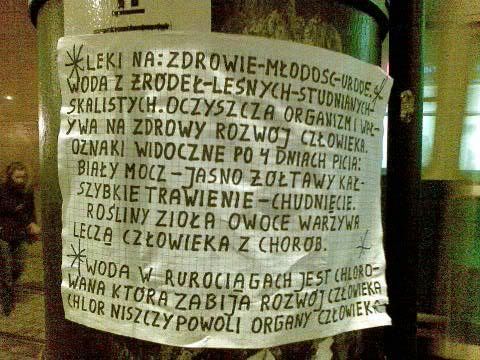 LEKI NA: ZDROWIE-MŁODOŚĆ-URODĘ
WODA Z ŹRÓDEŁ-LEŚNYCH-STUDNIANYCH-
SKALISTYCH. OCZYSZCZA ORGANIZM I WPŁ-
YWA NA ZDROWY ROZWÓJ CZŁOWIEKA.
OZNAKI WIDOCZNE PO 4 DNIACH PICIA:
BIAŁY MOCZ-JASNO ŻÓŁTAWY KAŁ-
SZYBKIE TRAWIENIE-CHUDNIĘCIE.
ROŚLINY ZIOŁA OWOCE WARZYWA
LECZĄ CZŁOWIEKA Z CHORÓB.
WODA W RUROCIĄGACH JEST CHLORO-
WANA KTÓRA ZABIJA ROZWÓJ CZŁOWIEKA
CHLOR NISZCZY POWOLI ORGANY CZŁOWIEKA